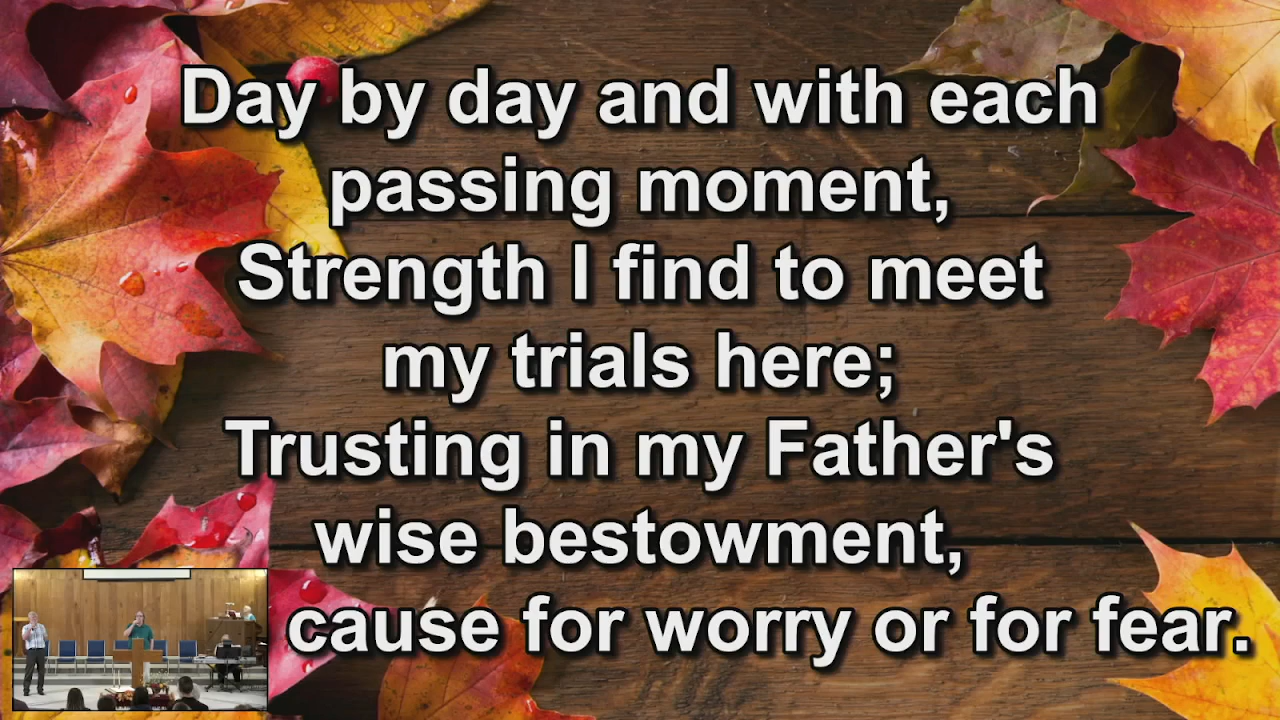 Day by day and with each
passing moment,
Strength I find to meet
my trials here;
Trusting in my Father's
wise bestowment,
cause for worry or for fear.